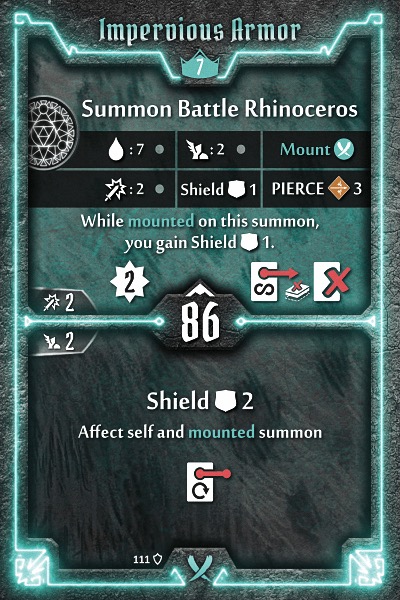 Impervious Armor
7
Summon Battle Rhinoceros
: 7 : 2 Mount
: 2 Shield 1 PIERCE 3
While mounted on this summon,
you gain Shield 1.
2
2
86
2
Shield 2
Affect self and mounted summon
111